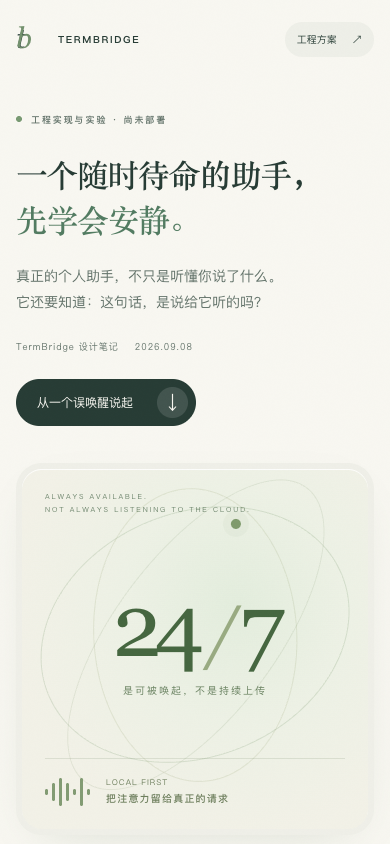 b
TERMBRIDGE
工程方案 ↗
工程实现与实验 · 尚未部署
一个随时待命的助手，
先学会安静。
真正的个人助手，不只是听懂你说了什么。
它还要知道：这句话，是说给它听的吗？
TermBridge 设计笔记 2026.09.08
从一个误唤醒说起 ↓
ALWAYS AVAILABLE.
NOT ALWAYS LISTENING TO THE CLOUD.
24/7
是可被唤起，不是持续上传
LOCAL FIRST
把注意力留给真正的请求